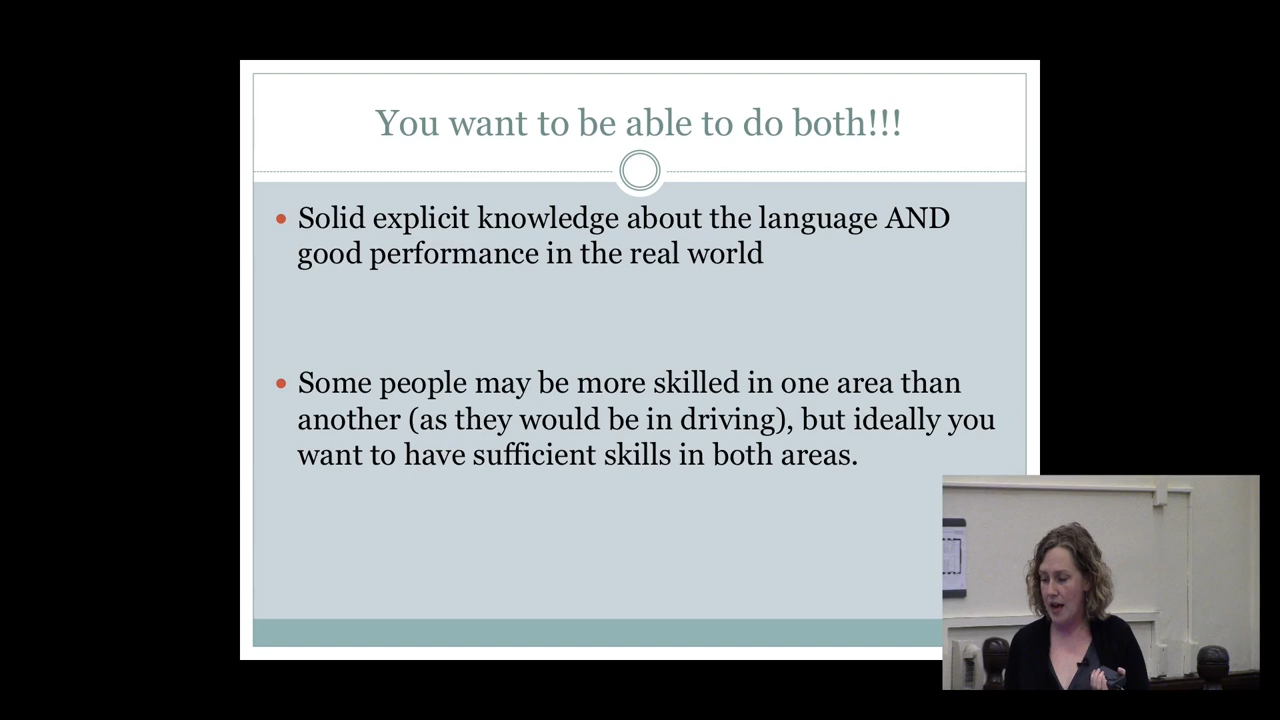 You want to be able to do both!!!
Solid explicit knowledge about the language AND
good performance in the real world
Some people may be more skilled in one area than
another (as they would be in driving), but ideally you
want to have sufficient skills in both areas.